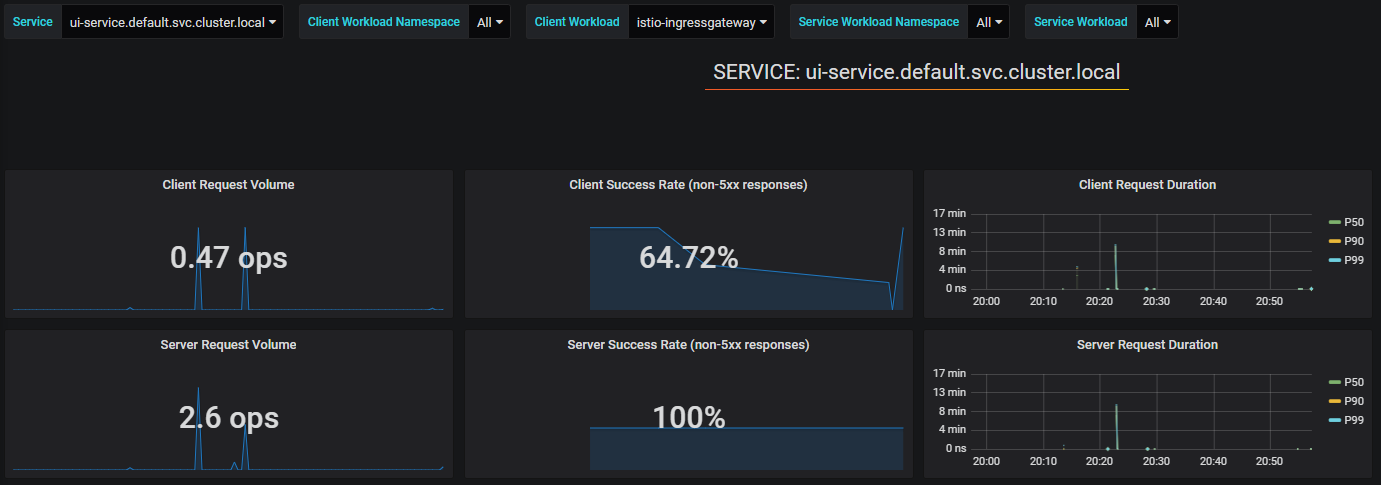 Service ui-service.default.svc.cluster.local Client Workload Namespace All Client Workload istio-ingressgateway Service Workload Namespace All Service Workload All
SERVICE: ui-service.default.svc.cluster.local
Client Request Volume
0.47 ops
Client Success Rate (non-5xx responses)
64.72%
Client Request Duration
17 min
13 min
8 min
4 min
0 ns
20:00 20:10 20:20 20:30 20:40 20:50
P50
P90
P99
Server Request Volume
2.6 ops
Server Success Rate (non-5xx responses)
100%
Server Request Duration
17 min
13 min
8 min
4 min
0 ns
20:00 20:10 20:20 20:30 20:40 20:50
P50
P90
P99